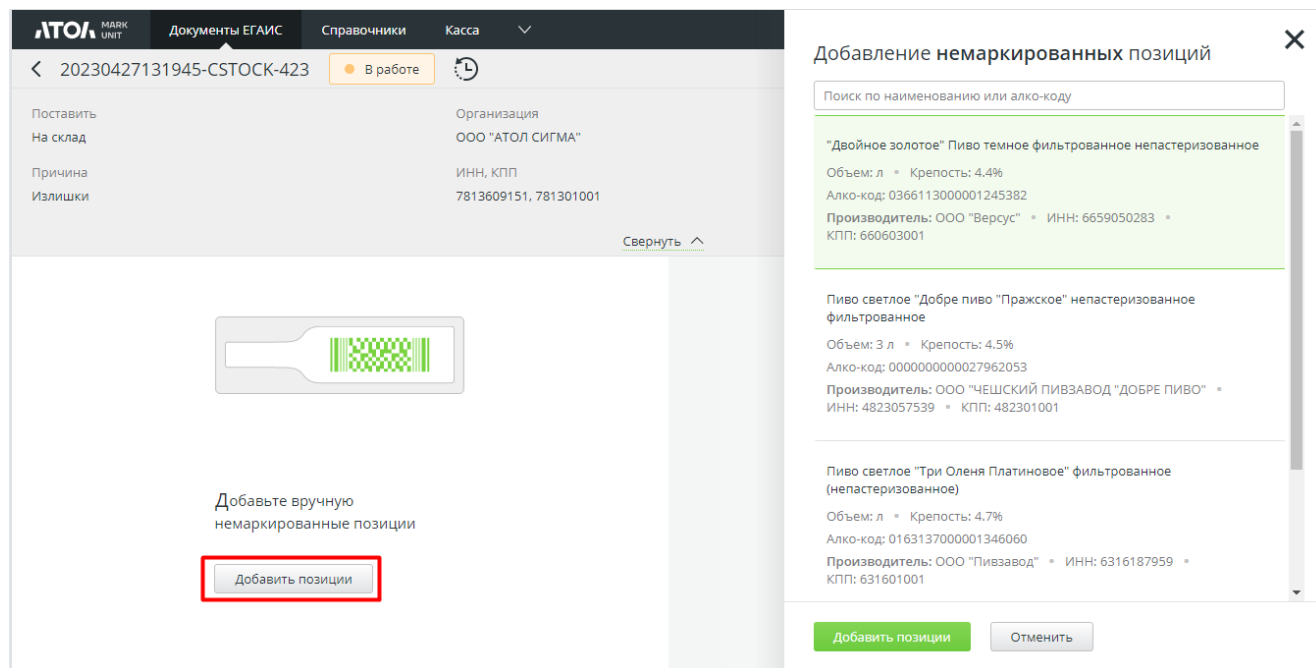 АТОЛ MARK UNIT Документы ЕГАИС Справочники Касса
20230427131945-CSTOCK-423 В работе
Поставить
На склад
Организация
ООО "АТОЛ СИГМА"
Причина
Излишки
ИНН, КПП
7813609151, 781301001
Свернуть
Добавьте вручную
немаркированные позиции
Добавить позиции
Добавление немаркированных позиций
Поиск по наименованию или алко-коду
"Двойное золотое" Пиво темное фильтрованное непастеризованное
Объем: л • Крепость: 4.4%
Алко-код: 0366113000001245382
Производитель: ООО "Версус" • ИНН: 6659050283 •
КПП: 660603001
Пиво светлое "Добре пиво "Пражское" непастеризованное
фильтрованное
Объем: 3 л • Крепость: 4.5%
Алко-код: 0000000000027962053
Производитель: ООО "ЧЕШСКИЙ ПИВЗАВОД "ДОБРЕ ПИВО" •
ИНН: 4823057539 • КПП: 482301001
Пиво светлое "Три Оленя Платиновое" фильтрованное
(непастеризованное)
Объем: л • Крепость: 4.7%
Алко-код: 0163137000001346060
Производитель: ООО "Пивзавод" • ИНН: 6316187959 •
КПП: 631601001
Добавить позиции Отменить